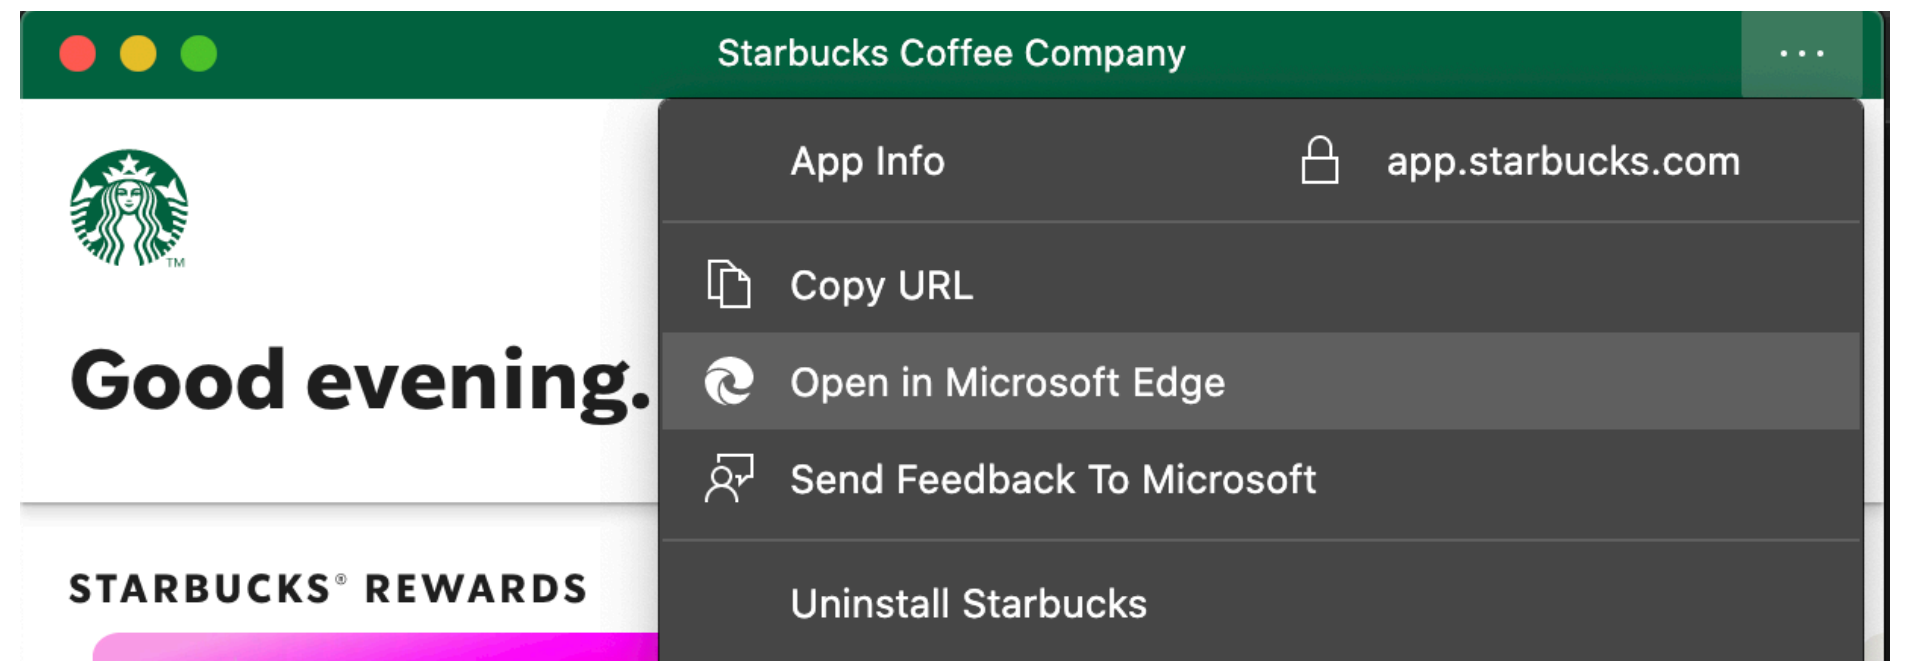 Starbucks Coffee Company
App Info app.starbucks.com
TM
Copy URL
Good evening.
Open in Microsoft Edge
Send Feedback To Microsoft
STARBUCKS® REWARDS
Uninstall Starbucks